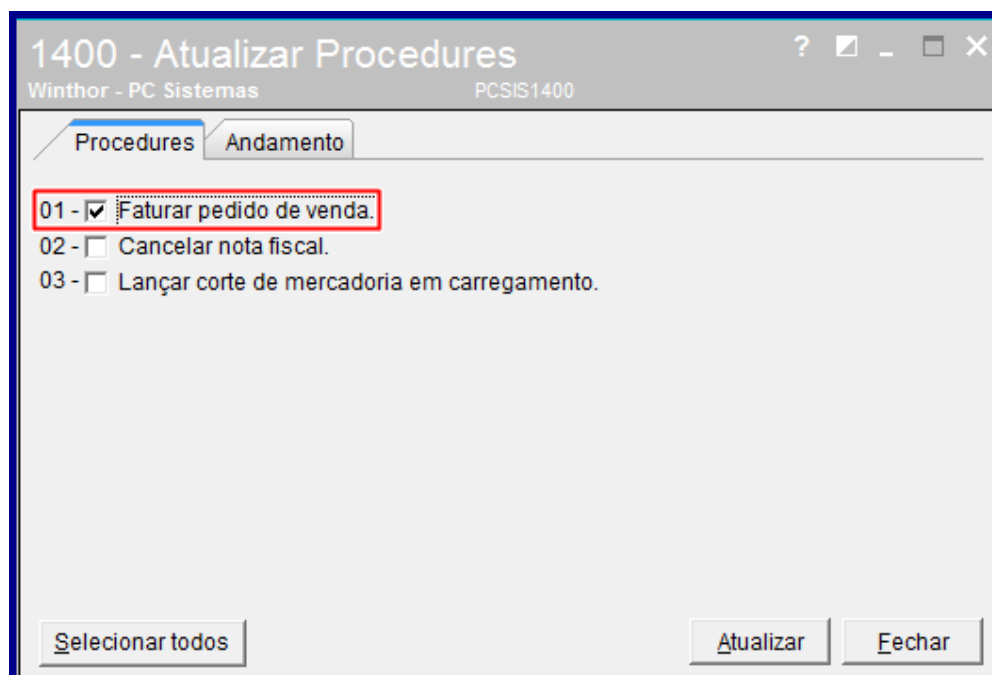 1400 - Atualizar Procedures
Winthor - PC Sistemas PCSIS1400
Procedures Andamento
01 - Faturar pedido de venda.
02 - Cancelar nota fiscal.
03 - Lançar corte de mercadoria em carregamento.
Selecionar todos Atualizar Fechar